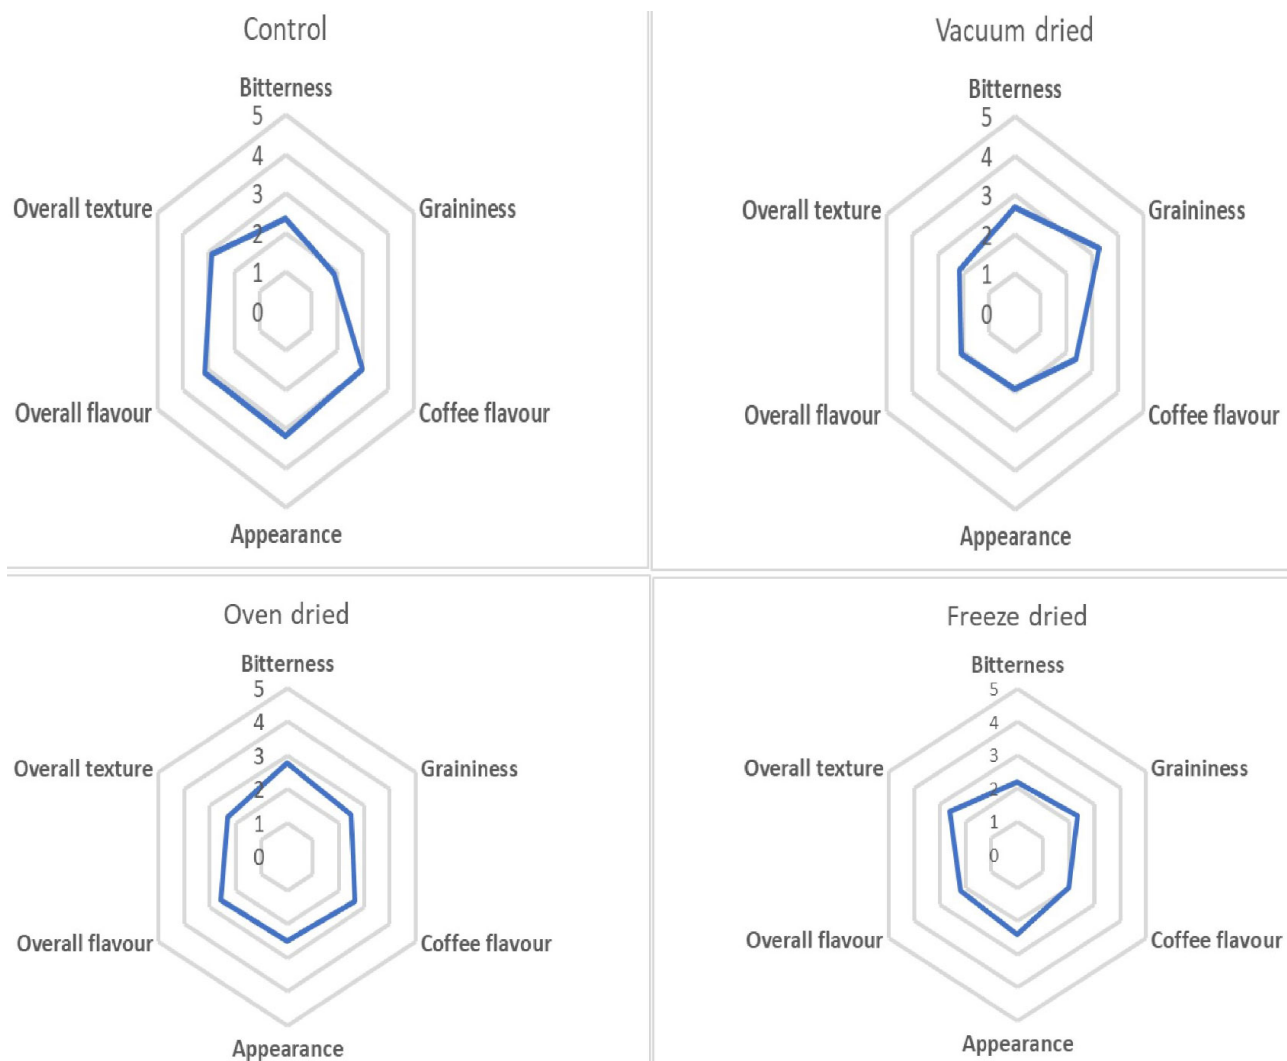 Control
Bitterness
5
4
3
2
1
0
Overall texture
Graininess
Overall flavour
Coffee flavour
Appearance
Vacuum dried
Bitterness
5
4
3
2
1
0
Overall texture
Graininess
Overall flavour
Coffee flavour
Appearance
Oven dried
Bitterness
5
4
3
2
1
0
Overall texture
Graininess
Overall flavour
Coffee flavour
Appearance
Freeze dried
Bitterness
5
4
3
2
1
0
Overall texture
Graininess
Overall flavour
Coffee flavour
Appearance